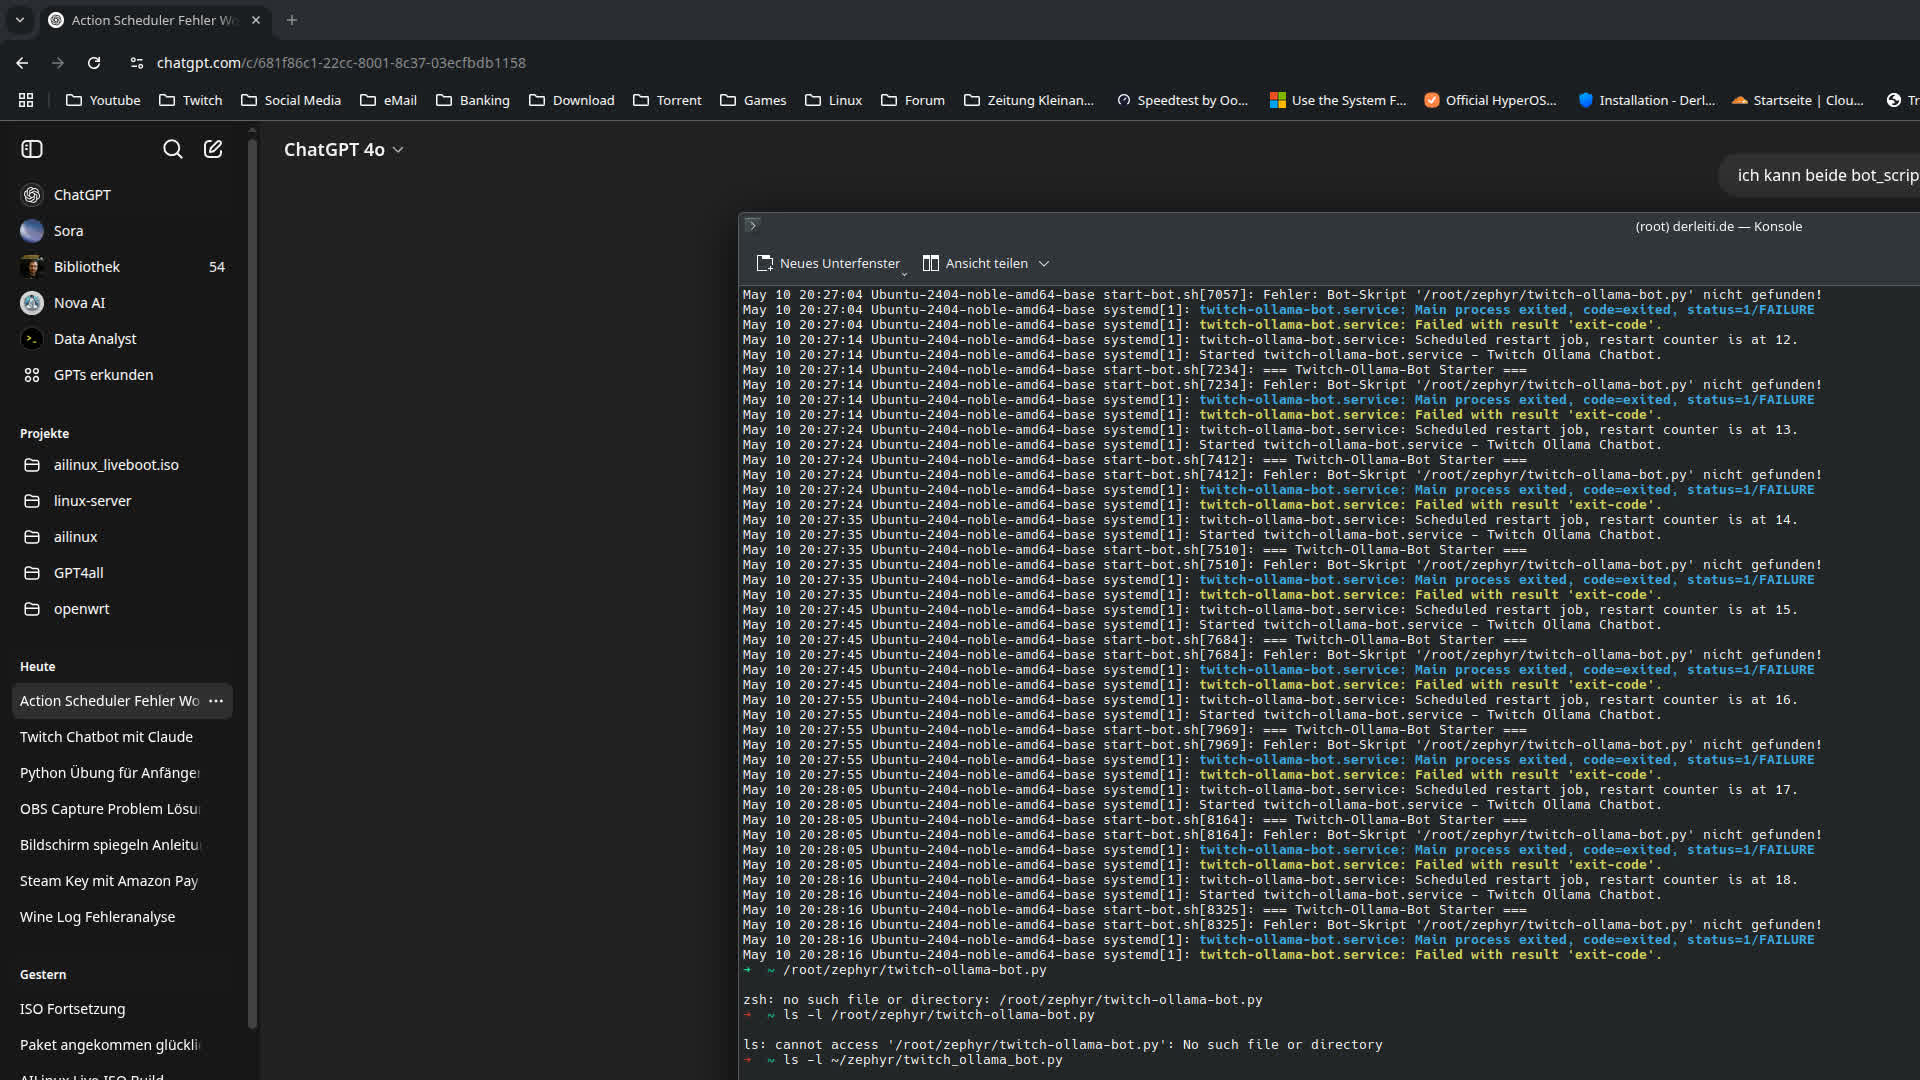 Action Scheduler Fehler Wo
chatgpt.com/c/681f86c1-22cc-8001-8c37-03ecfbdb1158
Youtube Twitch Social Media eMail Banking Download Torrent Games Linux Forum Zeitung Kleinan... Speedtest by Oo... Use the System F... Official HyperOS... Installation - Derl... Startseite | Clou... Tr
ChatGPT 4o
ich kann beide bot_scrip
ChatGPT
Sora
Bibliothek 54
Nova AI
Data Analyst
GPTs erkunden
Projekte
ailinux_liveboot.iso
linux-server
ailinux
GPT4all
openwrt
Heute
Action Scheduler Fehler Wo
Twitch Chatbot mit Claude
Python Übung für Anfänger
OBS Capture Problem Lösu
Bildschirm spiegeln Anleitu
Steam Key mit Amazon Pay
Wine Log Fehleranalyse
Gestern
ISO Fortsetzung
Paket angekommen glückli
AILinux Live ISO Build
(root) derleiti.de — Konsole
Neues Unterfenster Ansicht teilen
May 10 20:27:04 Ubuntu-2404-noble-amd64-base start-bot.sh[7057]: Fehler: Bot-Skript '/root/zephyr/twitch-ollama-bot.py' nicht gefunden!
May 10 20:27:04 Ubuntu-2404-noble-amd64-base systemd[1]: twitch-ollama-bot.service: Main process exited, code=exited, status=1/FAILURE
May 10 20:27:04 Ubuntu-2404-noble-amd64-base systemd[1]: twitch-ollama-bot.service: Failed with result 'exit-code'.
May 10 20:27:14 Ubuntu-2404-noble-amd64-base systemd[1]: twitch-ollama-bot.service: Scheduled restart job, restart counter is at 12.
May 10 20:27:14 Ubuntu-2404-noble-amd64-base systemd[1]: Started twitch-ollama-bot.service - Twitch Ollama Chatbot.
May 10 20:27:14 Ubuntu-2404-noble-amd64-base start-bot.sh[7234]: === Twitch-Ollama-Bot Starter ===
May 10 20:27:14 Ubuntu-2404-noble-amd64-base start-bot.sh[7234]: Fehler: Bot-Skript '/root/zephyr/twitch-ollama-bot.py' nicht gefunden!
May 10 20:27:14 Ubuntu-2404-noble-amd64-base systemd[1]: twitch-ollama-bot.service: Main process exited, code=exited, status=1/FAILURE
May 10 20:27:14 Ubuntu-2404-noble-amd64-base systemd[1]: twitch-ollama-bot.service: Failed with result 'exit-code'.
May 10 20:27:24 Ubuntu-2404-noble-amd64-base systemd[1]: twitch-ollama-bot.service: Scheduled restart job, restart counter is at 13.
May 10 20:27:24 Ubuntu-2404-noble-amd64-base systemd[1]: Started twitch-ollama-bot.service - Twitch Ollama Chatbot.
May 10 20:27:24 Ubuntu-2404-noble-amd64-base start-bot.sh[7412]: === Twitch-Ollama-Bot Starter ===
May 10 20:27:24 Ubuntu-2404-noble-amd64-base start-bot.sh[7412]: Fehler: Bot-Skript '/root/zephyr/twitch-ollama-bot.py' nicht gefunden!
May 10 20:27:24 Ubuntu-2404-noble-amd64-base systemd[1]: twitch-ollama-bot.service: Main process exited, code=exited, status=1/FAILURE
May 10 20:27:24 Ubuntu-2404-noble-amd64-base systemd[1]: twitch-ollama-bot.service: Failed with result 'exit-code'.
May 10 20:27:35 Ubuntu-2404-noble-amd64-base systemd[1]: twitch-ollama-bot.service: Scheduled restart job, restart counter is at 14.
May 10 20:27:35 Ubuntu-2404-noble-amd64-base systemd[1]: Started twitch-ollama-bot.service - Twitch Ollama Chatbot.
May 10 20:27:35 Ubuntu-2404-noble-amd64-base start-bot.sh[7510]: === Twitch-Ollama-Bot Starter ===
May 10 20:27:35 Ubuntu-2404-noble-amd64-base start-bot.sh[7510]: Fehler: Bot-Skript '/root/zephyr/twitch-ollama-bot.py' nicht gefunden!
May 10 20:27:35 Ubuntu-2404-noble-amd64-base systemd[1]: twitch-ollama-bot.service: Main process exited, code=exited, status=1/FAILURE
May 10 20:27:35 Ubuntu-2404-noble-amd64-base systemd[1]: twitch-ollama-bot.service: Failed with result 'exit-code'.
May 10 20:27:45 Ubuntu-2404-noble-amd64-base systemd[1]: twitch-ollama-bot.service: Scheduled restart job, restart counter is at 15.
May 10 20:27:45 Ubuntu-2404-noble-amd64-base systemd[1]: Started twitch-ollama-bot.service - Twitch Ollama Chatbot.
May 10 20:27:45 Ubuntu-2404-noble-amd64-base start-bot.sh[7684]: === Twitch-Ollama-Bot Starter ===
May 10 20:27:45 Ubuntu-2404-noble-amd64-base start-bot.sh[7684]: Fehler: Bot-Skript '/root/zephyr/twitch-ollama-bot.py' nicht gefunden!
May 10 20:27:45 Ubuntu-2404-noble-amd64-base systemd[1]: twitch-ollama-bot.service: Main process exited, code=exited, status=1/FAILURE
May 10 20:27:45 Ubuntu-2404-noble-amd64-base systemd[1]: twitch-ollama-bot.service: Failed with result 'exit-code'.
May 10 20:27:55 Ubuntu-2404-noble-amd64-base systemd[1]: twitch-ollama-bot.service: Scheduled restart job, restart counter is at 16.
May 10 20:27:55 Ubuntu-2404-noble-amd64-base systemd[1]: Started twitch-ollama-bot.service - Twitch Ollama Chatbot.
May 10 20:27:55 Ubuntu-2404-noble-amd64-base start-bot.sh[7969]: === Twitch-Ollama-Bot Starter ===
May 10 20:27:55 Ubuntu-2404-noble-amd64-base start-bot.sh[7969]: Fehler: Bot-Skript '/root/zephyr/twitch-ollama-bot.py' nicht gefunden!
May 10 20:27:55 Ubuntu-2404-noble-amd64-base systemd[1]: twitch-ollama-bot.service: Main process exited, code=exited, status=1/FAILURE
May 10 20:27:55 Ubuntu-2404-noble-amd64-base systemd[1]: twitch-ollama-bot.service: Failed with result 'exit-code'.
May 10 20:28:05 Ubuntu-2404-noble-amd64-base systemd[1]: twitch-ollama-bot.service: Scheduled restart job, restart counter is at 17.
May 10 20:28:05 Ubuntu-2404-noble-amd64-base systemd[1]: Started twitch-ollama-bot.service - Twitch Ollama Chatbot.
May 10 20:28:05 Ubuntu-2404-noble-amd64-base start-bot.sh[8164]: === Twitch-Ollama-Bot Starter ===
May 10 20:28:05 Ubuntu-2404-noble-amd64-base start-bot.sh[8164]: Fehler: Bot-Skript '/root/zephyr/twitch-ollama-bot.py' nicht gefunden!
May 10 20:28:05 Ubuntu-2404-noble-amd64-base systemd[1]: twitch-ollama-bot.service: Main process exited, code=exited, status=1/FAILURE
May 10 20:28:05 Ubuntu-2404-noble-amd64-base systemd[1]: twitch-ollama-bot.service: Failed with result 'exit-code'.
May 10 20:28:16 Ubuntu-2404-noble-amd64-base systemd[1]: twitch-ollama-bot.service: Scheduled restart job, restart counter is at 18.
May 10 20:28:16 Ubuntu-2404-noble-amd64-base systemd[1]: Started twitch-ollama-bot.service - Twitch Ollama Chatbot.
May 10 20:28:16 Ubuntu-2404-noble-amd64-base start-bot.sh[8325]: === Twitch-Ollama-Bot Starter ===
May 10 20:28:16 Ubuntu-2404-noble-amd64-base start-bot.sh[8325]: Fehler: Bot-Skript '/root/zephyr/twitch-ollama-bot.py' nicht gefunden!
May 10 20:28:16 Ubuntu-2404-noble-amd64-base systemd[1]: twitch-ollama-bot.service: Main process exited, code=exited, status=1/FAILURE
May 10 20:28:16 Ubuntu-2404-noble-amd64-base systemd[1]: twitch-ollama-bot.service: Failed with result 'exit-code'.
➜ ~ /root/zephyr/twitch-ollama-bot.py
zsh: no such file or directory: /root/zephyr/twitch-ollama-bot.py
➜ ~ ls -l /root/zephyr/twitch-ollama-bot.py
ls: cannot access '/root/zephyr/twitch-ollama-bot.py': No such file or directory
➜ ~ ls -l ~/zephyr/twitch_ollama_bot.py